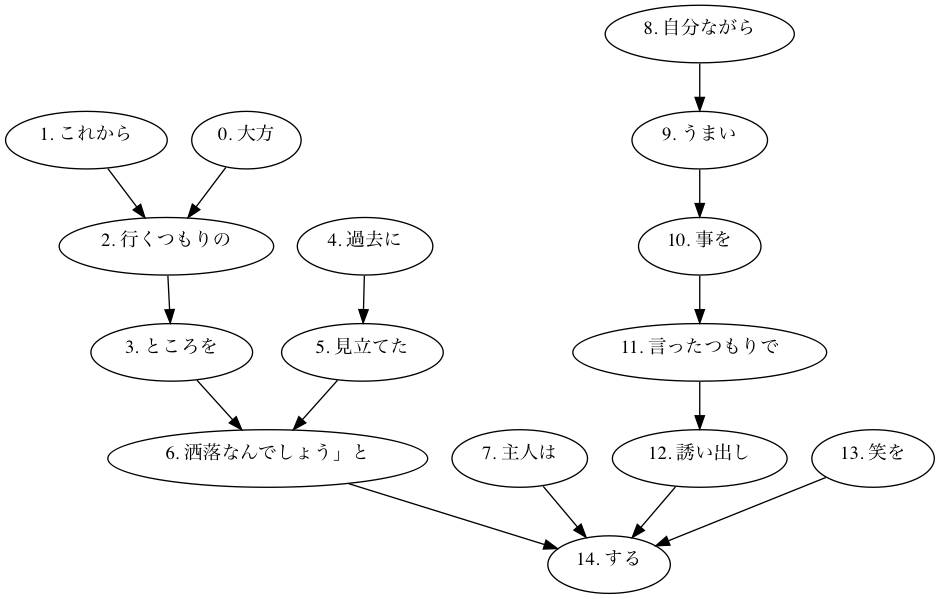 8. 自分ながら
1. これから
0. 大方
9. うまい
2. 行くつもりの
4. 過去に
10. 事を
3. ところを
5. 見立てた
11. 言ったつもりで
6. 洒落なんでしょう」と
7. 主人は
12. 誘い出し
13. 笑を
14. する